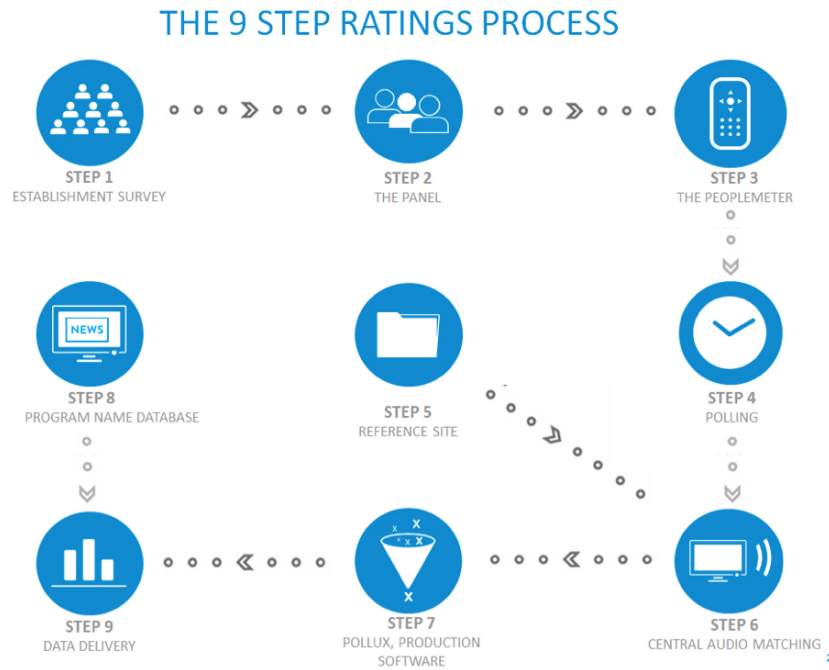 THE 9 STEP RATINGS PROCESS
STEP 1
ESTABLISHMENT SURVEY
STEP 2
THE PANEL
STEP 3
THE PEOPLEMETER
NEWS
STEP 8
PROGRAM NAME DATABASE
STEP 5
REFERENCE SITE
STEP 4
POLLING
x
x
x x x
x
STEP 9
DATA DELIVERY
STEP 7
POLLUX, PRODUCTION
SOFTWARE
STEP 6
CENTRAL AUDIO MATCHING
2